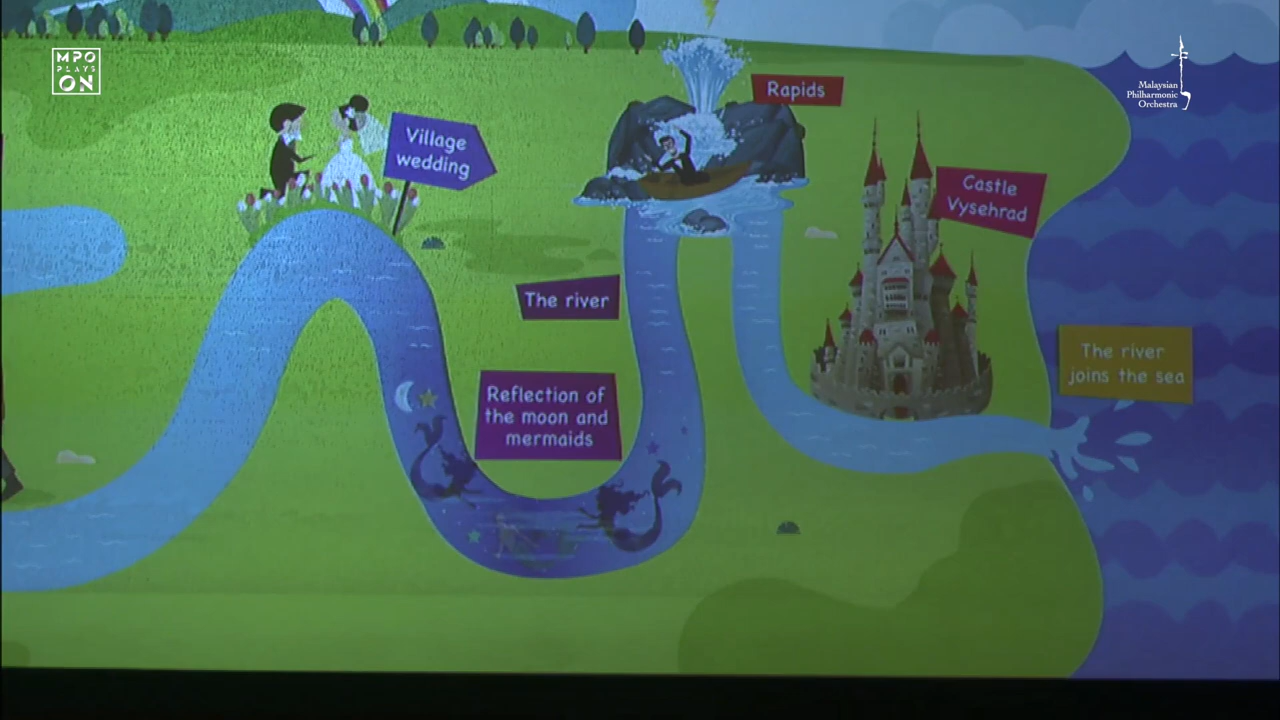 MPO
PLAYS
ON
Malaysian
Philharmonic
Orchestra
Rapids
Village
wedding
Castle
Vysehrad
The river
The river
joins the sea
Reflection of
the moon and
mermaids